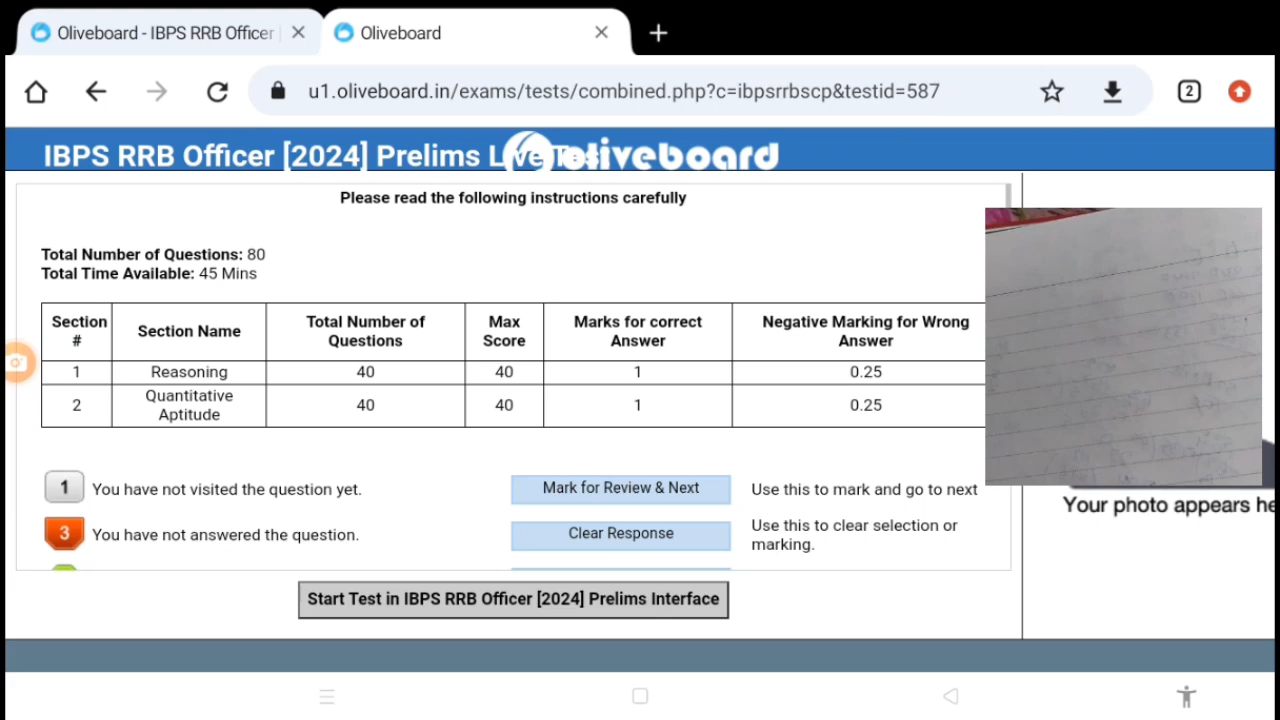 Oliveboard - IBPS RRB Officer
Oliveboard
u1.oliveboard.in/exams/tests/combined.php?c=ibpsrrbscp&testid=587
2
IBPS RRB Officer [2024] Prelims Live Test
oliveboard
Please read the following instructions carefully
Total Number of Questions: 80
Total Time Available: 45 Mins
Section # Section Name Total Number of Questions Max Score Marks for correct Answer Negative Marking for Wrong Answer
1 Reasoning 40 40 1 0.25
2 Quantitative Aptitude 40 40 1 0.25
1 You have not visited the question yet. Mark for Review & Next Use this to mark and go to next
3 You have not answered the question. Clear Response Use this to clear selection or marking.
Your photo appears he
Start Test in IBPS RRB Officer [2024] Prelims Interface